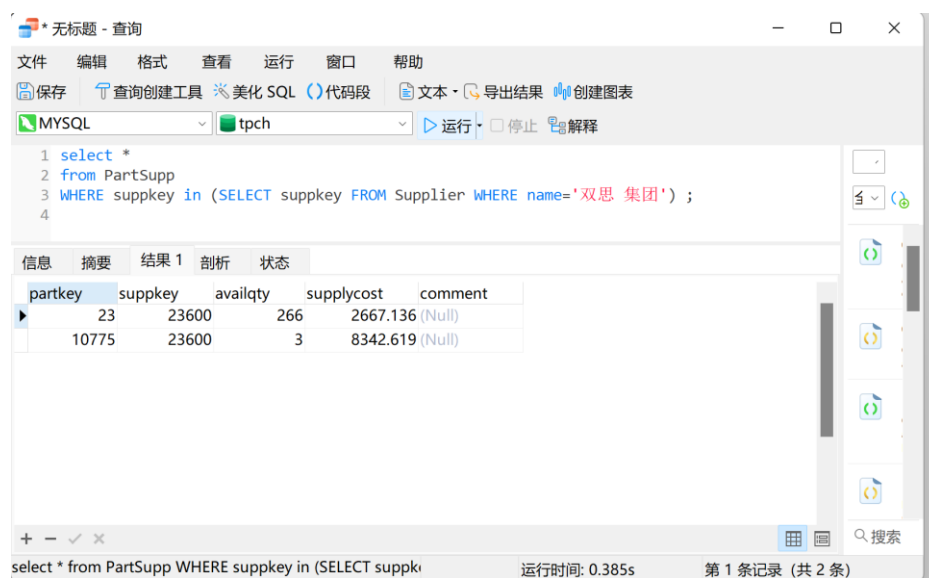 * 无标题 - 查询
文件 编辑 格式 查看 运行 窗口 帮助
保存 查询创建工具 美化 SQL ()代码段 文本 导出结果 创建图表
MYSQL tpch 运行 停止 解释
1 select *
2 from PartSupp
3 WHERE suppkey in (SELECT suppkey FROM Supplier WHERE name='双思 集团') ;
4
信息 摘要 结果 1 剖析 状态
partkey suppkey availqty supplycost comment
23 23600 266 2667.136 (Null)
10775 23600 3 8342.619 (Null)
搜索
select * from PartSupp WHERE suppkey in (SELECT suppk 运行时间: 0.385s 第 1 条记录 (共 2 条)